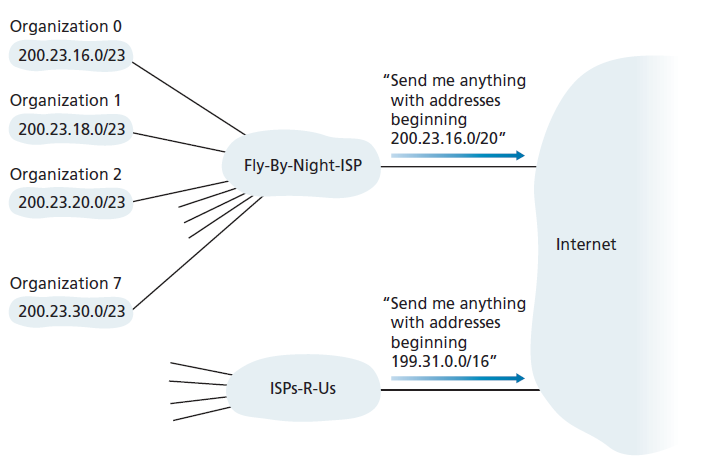 Organization 0
200.23.16.0/23
Organization 1
200.23.18.0/23
Organization 2
200.23.20.0/23
Organization 7
200.23.30.0/23
Fly-By-Night-ISP
“Send me anything
with addresses
beginning
200.23.16.0/20”
Internet
“Send me anything
with addresses
beginning
199.31.0.0/16”
ISPs-R-Us